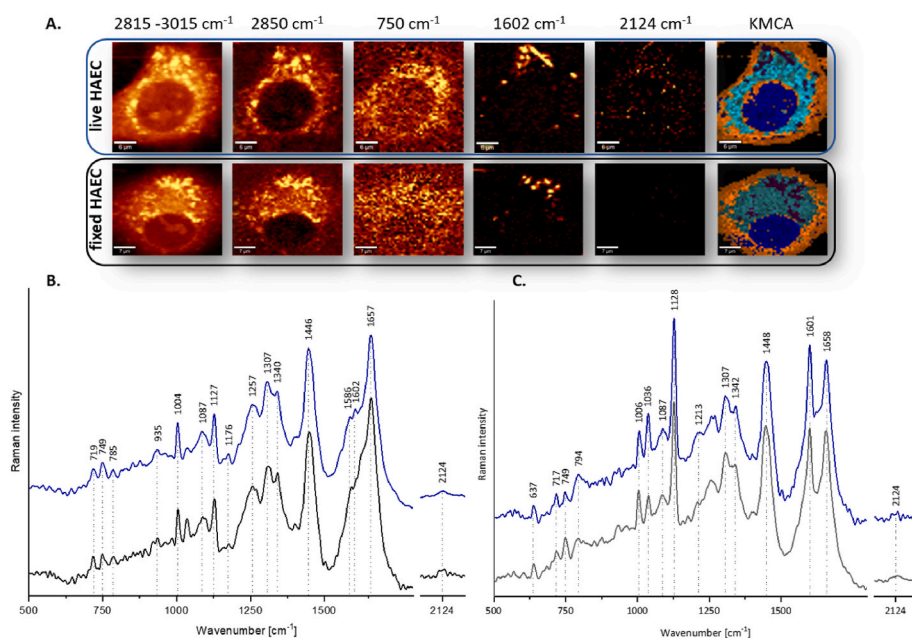 A.
2815 -3015 cm⁻¹ 2850 cm⁻¹ 750 cm⁻¹ 1602 cm⁻¹ 2124 cm⁻¹ KMCA
live HAEC
6 µm 6 µm 6 µm 6 µm 6 µm 6 µm
fixed HAEC
7 µm 7 µm 7 µm 7 µm 7 µm 7 µm
B.
Raman intensity
719 749 785 935 1004 1087 1127 1176 1257 1307 1340 1446 1586 1602 1657 2124
500 750 1000 1250 1500 2124
Wavenumber [cm⁻¹]
C.
Raman intensity
637 717 749 794 1006 1036 1087 1128 1213 1307 1342 1448 1601 1658 2124
500 750 1000 1250 1500 2124
Wavenumber [cm⁻¹]